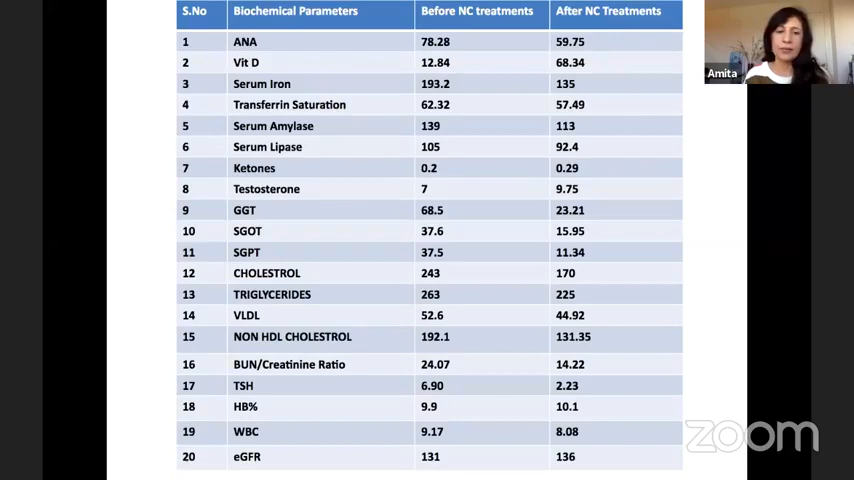 S.No Biochemical Parameters Before NC treatments After NC Treatments
1 ANA 78.28 59.75
2 Vit D 12.84 68.34
3 Serum Iron 193.2 135
4 Transferrin Saturation 62.32 57.49
5 Serum Amylase 139 113
6 Serum Lipase 105 92.4
7 Ketones 0.2 0.29
8 Testosterone 7 9.75
9 GGT 68.5 23.21
10 SGOT 37.6 15.95
11 SGPT 37.5 11.34
12 CHOLESTROL 243 170
13 TRIGLYCERIDES 263 225
14 VLDL 52.6 44.92
15 NON HDL CHOLESTROL 192.1 131.35
16 BUN/Creatinine Ratio 24.07 14.22
17 TSH 6.90 2.23
18 HB% 9.9 10.1
19 WBC 9.17 8.08
20 eGFR 131 136
Amita
zoom